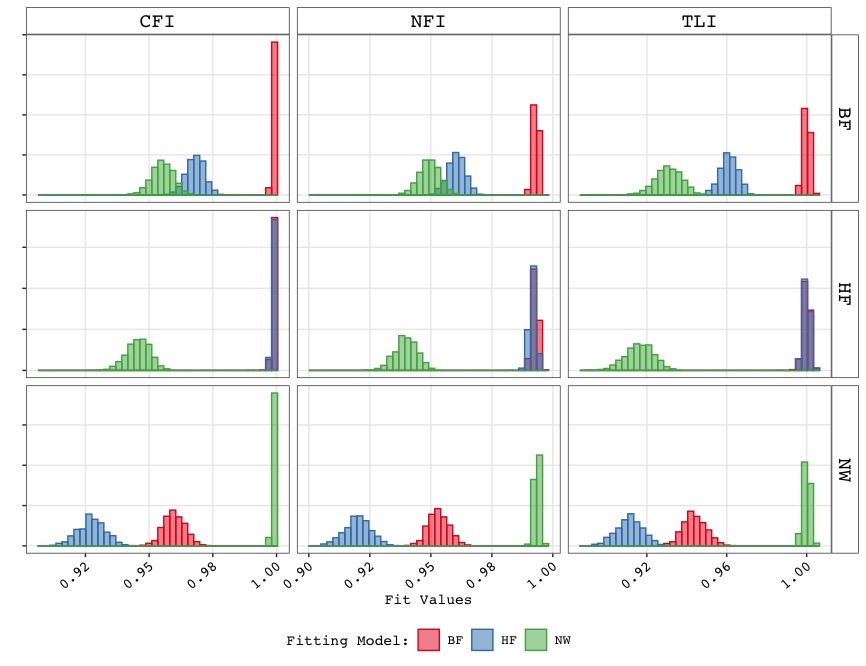 CFI NFI TLI
BF
HF
NW
0.92 0.95 0.98 1.00 0.90 0.92 0.95 0.98 1.00 0.92 0.96 1.00
Fit Values
Fitting Model: BF HF NW